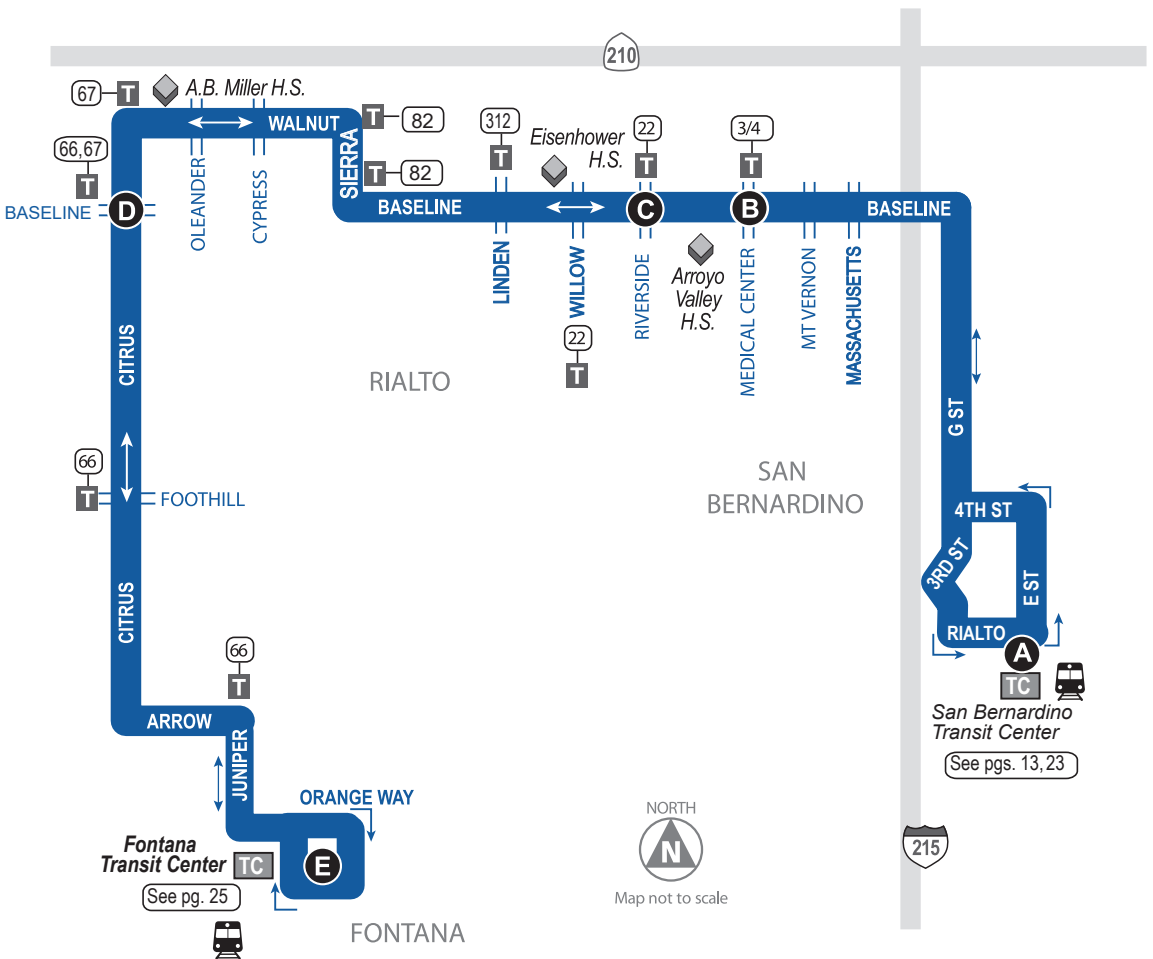 210
67
T
A.B. Miller H.S.
WALNUT
T
82
66,67
T
SIERRA
T
82
BASELINE
D
OLEANDER
CYPRESS
BASELINE
312
T
Eisenhower
H.S.
22
T
3/4
T
C
B
BASELINE
LINDEN
WILLOW
22
T
RIVERSIDE
Arroyo
Valley
H.S.
MEDICAL CENTER
MT VERNON
MASSACHUSETTS
CITRUS
RIALTO
G ST
66
T
FOOTHILL
SAN
BERNARDINO
4TH ST
3RD ST
E ST
RIALTO
A
TC
San Bernardino
Transit Center
See pgs. 13,23
CITRUS
66
T
ARROW
JUNIPER
ORANGE WAY
Fontana
Transit Center
TC
E
See pg. 25
FONTANA
NORTH
N
Map not to scale
215